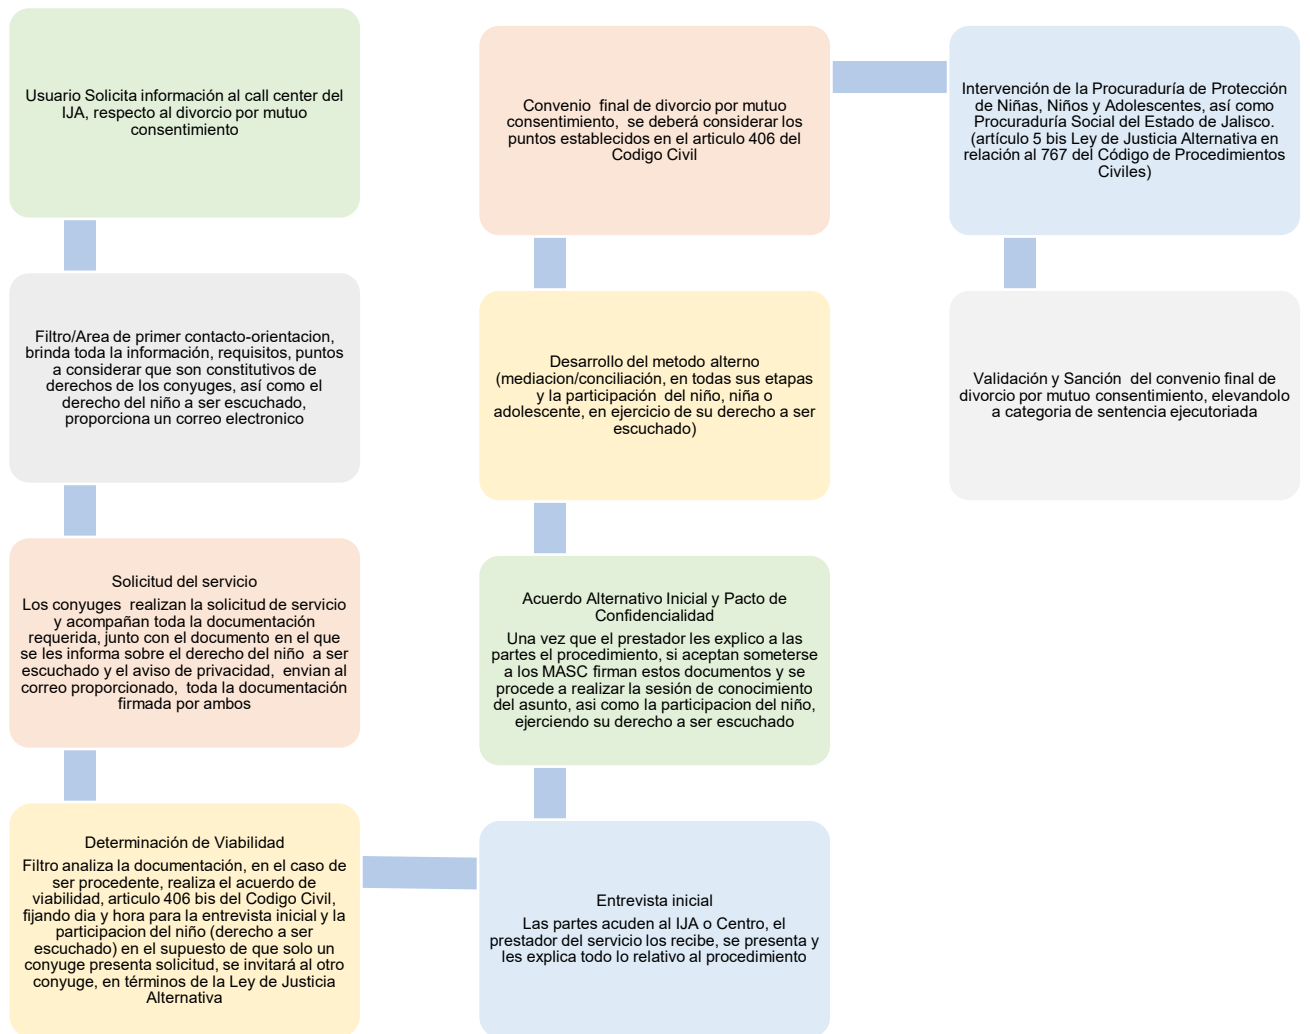 Usuario Solicita información al call center del
IJA, respecto al divorcio por mutuo
consentimiento
Filtro/Area de primer contacto-orientacion,
brinda toda la información, requisitos, puntos
a considerar que son constitutivos de
derechos de los conyuges, así como el
derecho del niño a ser escuchado,
proporciona un correo electronico
Solicitud del servicio
Los conyuges realizan la solicitud de servicio
y acompañan toda la documentación
requerida, junto con el documento en el que
se les informa sobre el derecho del niño a ser
escuchado y el aviso de privacidad, envian al
correo proporcionado, toda la documentación
firmada por ambos
Determinación de Viabilidad
Filtro analiza la documentación, en el caso de
ser procedente, realiza el acuerdo de
viabilidad, articulo 406 bis del Codigo Civil,
fijando dia y hora para la entrevista inicial y la
participacion del niño (derecho a ser
escuchado) en el supuesto de que solo un
conyuge presenta solicitud, se invitará al otro
conyuge, en términos de la Ley de Justicia
Alternativa
Entrevista inicial
Las partes acuden al IJA o Centro, el
prestador del servicio los recibe, se presenta y
les explica todo lo relativo al procedimiento
Acuerdo Alternativo Inicial y Pacto de
Confidencialidad
Una vez que el prestador les explico a las
partes el procedimiento, si aceptan someterse
a los MASC firman estos documentos y se
procede a realizar la sesión de conocimiento
del asunto, asi como la participacion del niño,
ejerciendo su derecho a ser escuchado
Desarrollo del metodo alterno
(mediacion/conciliación, en todas sus etapas
y la participación del niño, niña o
adolescente, en ejercicio de su derecho a ser
escuchado)
Convenio final de divorcio por mutuo
consentimiento, se deberá considerar los
puntos establecidos en el articulo 406 del
Codigo Civil
Intervención de la Procuraduría de Protección
de Niñas, Niños y Adolescentes, así como
Procuraduría Social del Estado de Jalisco.
(artículo 5 bis Ley de Justicia Alternativa en
relación al 767 del Código de Procedimientos
Civiles)
Validación y Sanción del convenio final de
divorcio por mutuo consentimiento, elevandolo
a categoria de sentencia ejecutoriada